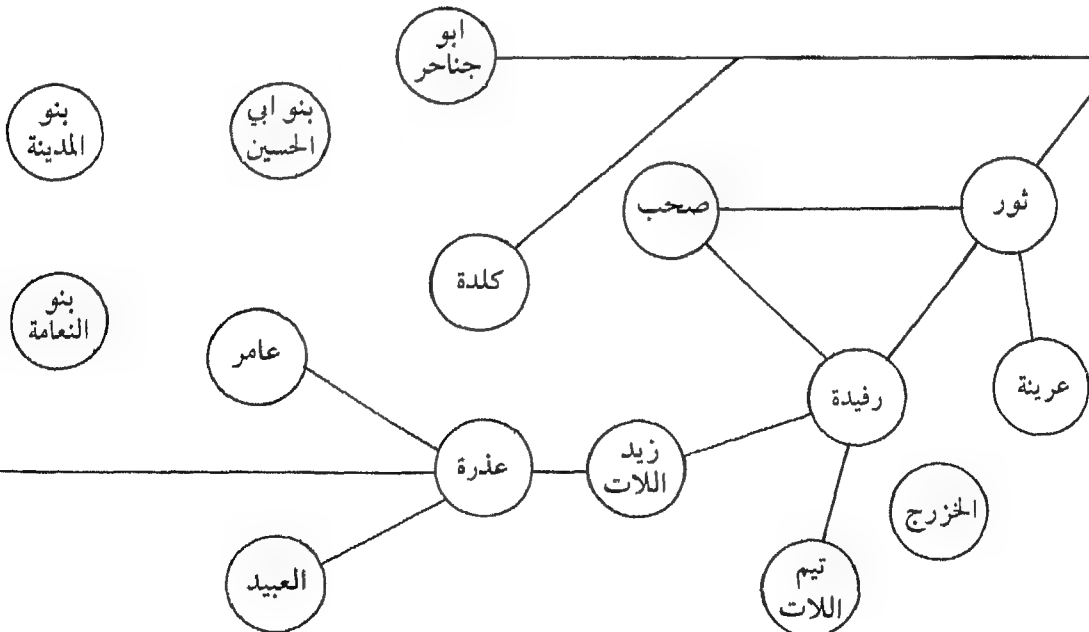 ابو
جناحر
بنو ابي
الحسين
بنو
المدينة
ثور
صحب
كلدة
بنو
النعامة
عامر
عرينة
رفيدة
زيد
اللات
عذرة
الخزرج
تيم
اللات
العبيد